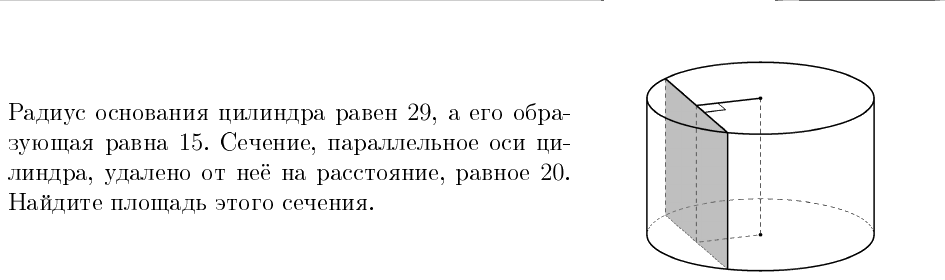 Радиус основания цилиндра равен 29, а его обра-
зующая равна 15. Сечение, параллельное оси ци-
линдра, удалено от неё на расстояние, равное 20.
Найдите площадь этого сечения.